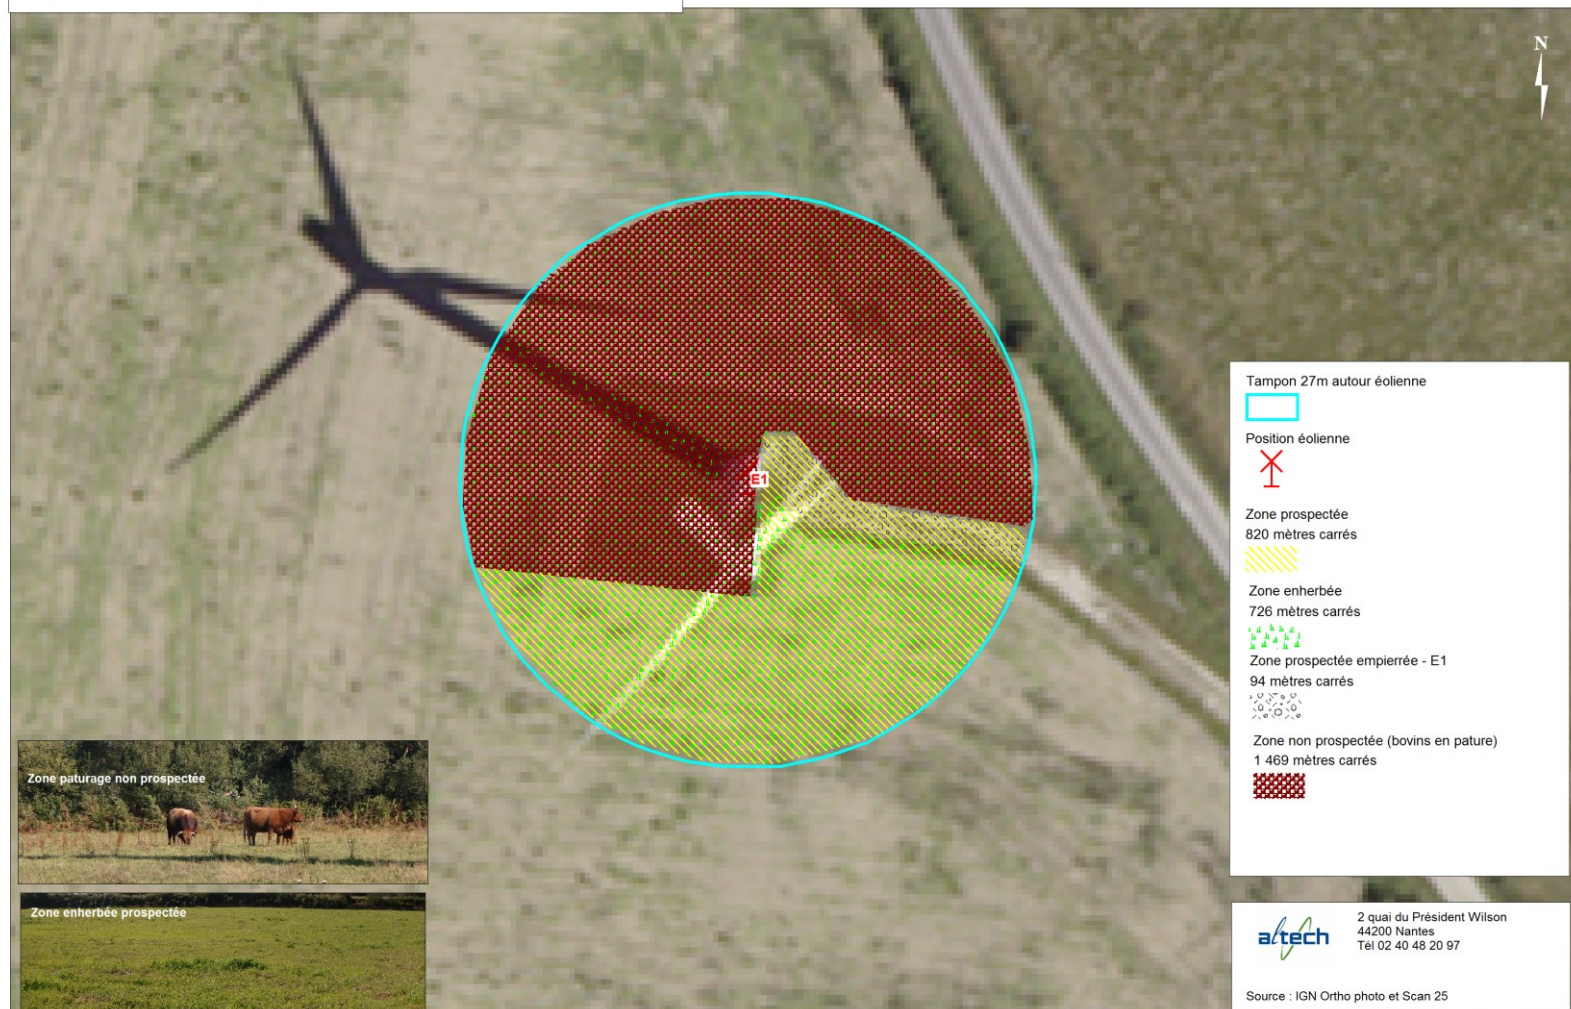 N
E1
Tampon 27m autour éolienne
Position éolienne
Zone prospectée
820 mètres carrés
Zone enherbée
726 mètres carrés
Zone prospectée empierrée - E1
94 mètres carrés
Zone non prospectée (bovins en pature)
1 469 mètres carrés
Zone paturage non prospectée
Zone enherbée prospectée
altech
2 quai du Président Wilson
44200 Nantes
Tél 02 40 48 20 97
Source : IGN Ortho photo et Scan 25